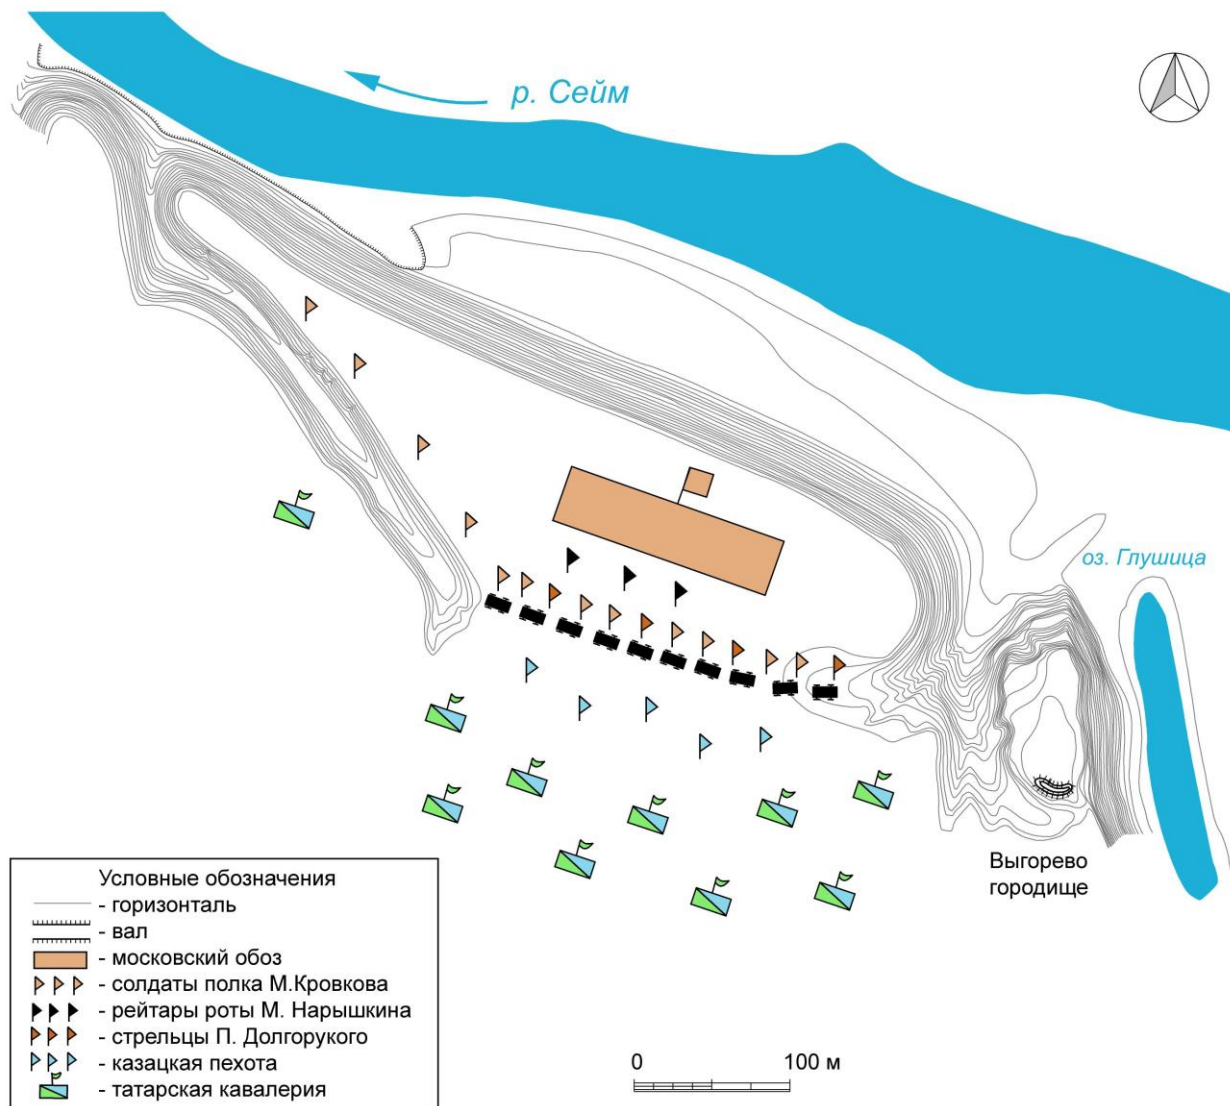 р. Сейм
оз. Глушица
Выгорево
городище
Условные обозначения
- горизонталь
- вал
- московский обоз
- солдаты полка М.Кровкова
- рейтары роты М. Нарышкина
- стрельцы П. Долгорукого
- казацкая пехота
- татарская кавалерия
0 100 м